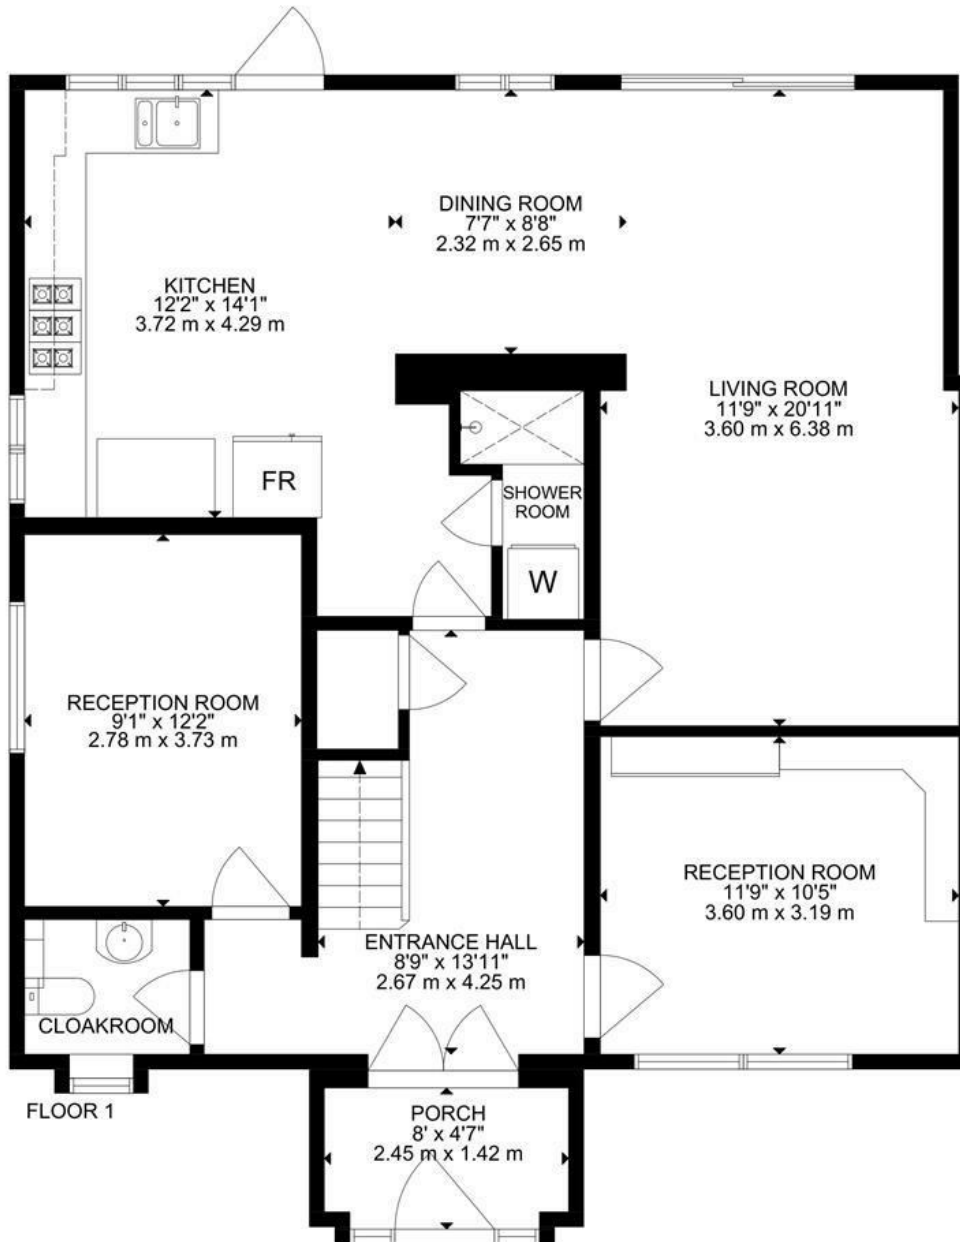 DINING ROOM
7'7" x 8'8"
2.32 m x 2.65 m
KITCHEN
12'2" x 14'1"
3.72 m x 4.29 m
LIVING ROOM
11'9" x 20'11"
3.60 m x 6.38 m
FR
SHOWER
ROOM
W
RECEPTION ROOM
9'1" x 12'2"
2.78 m x 3.73 m
RECEPTION ROOM
11'9" x 10'5"
3.60 m x 3.19 m
ENTRANCE HALL
8'9" x 13'11"
2.67 m x 4.25 m
CLOAKROOM
FLOOR 1
PORCH
8' x 4'7"
2.45 m x 1.42 m